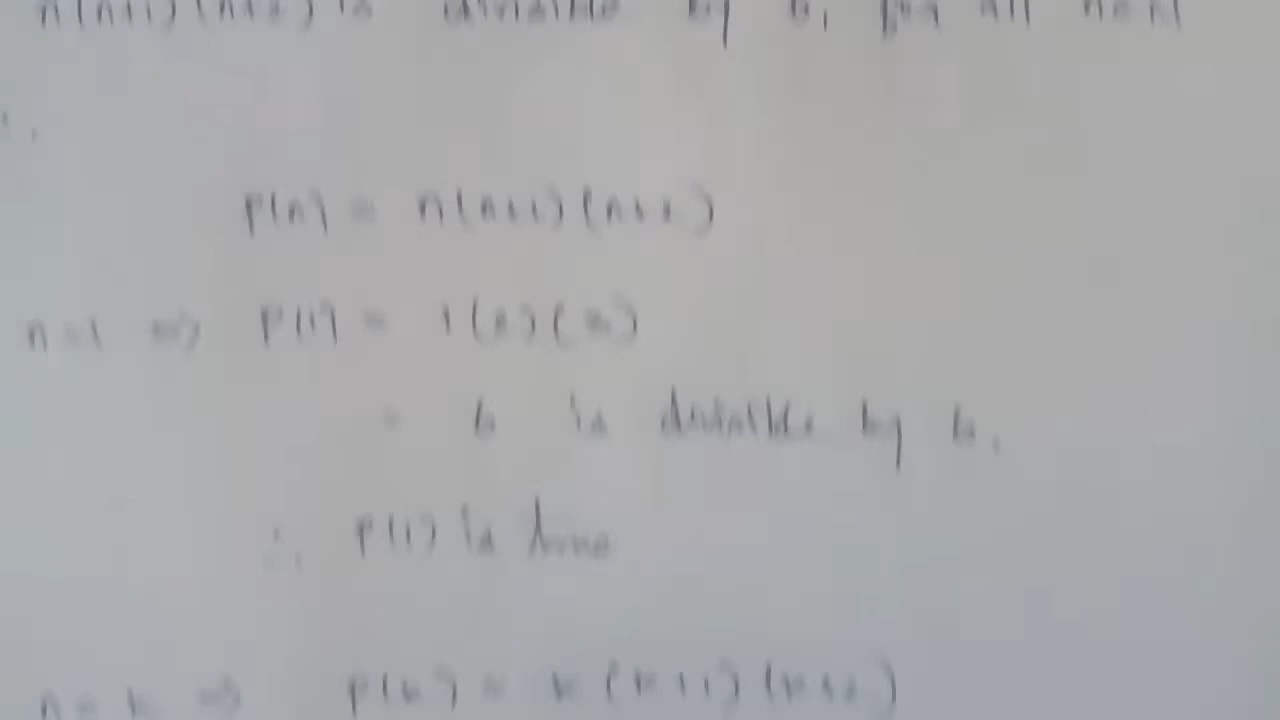 n(n+1)(n+2) is divisible by 6, for all n∈N
P(n) = n(n+1)(n+2)
n=1 ⇒ P(1) = 1(2)(3)
= 6 is divisible by 6.
∴ P(1) is true
n=k ⇒ P(k) = k(k+1)(k+2)